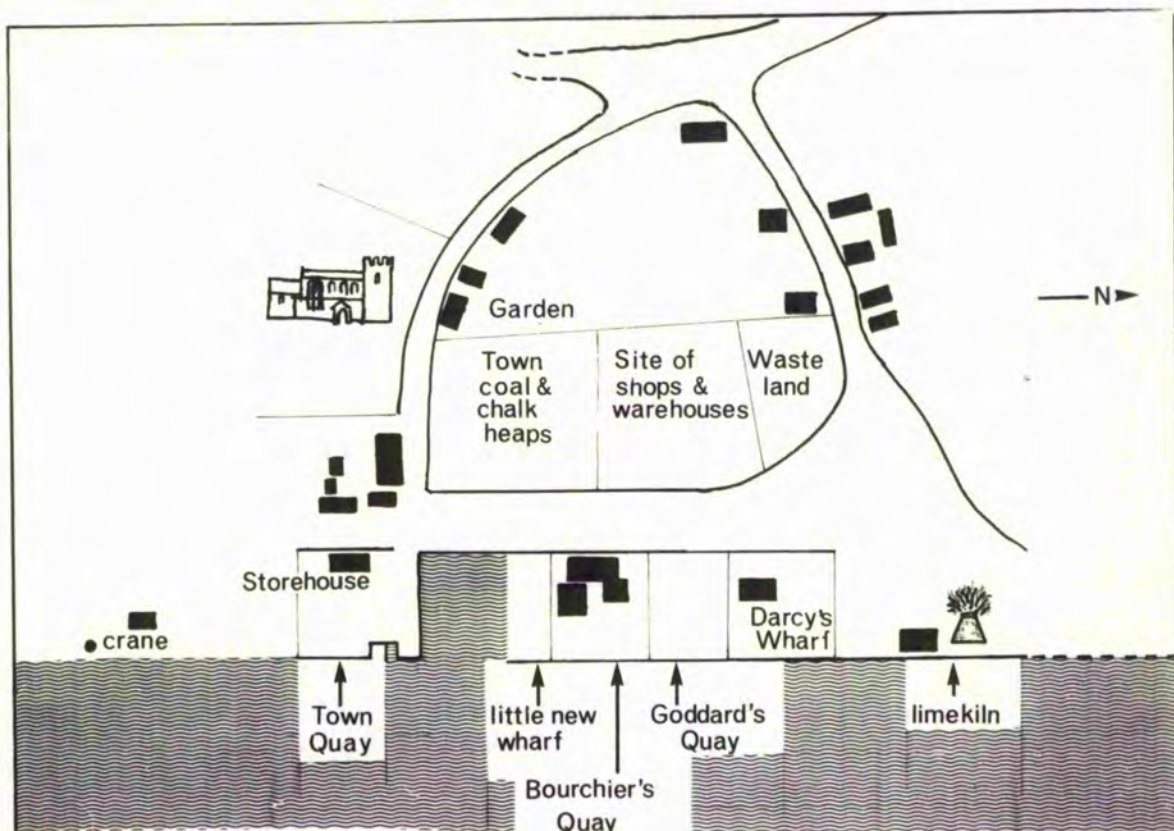 Garden
Town
coal &
chalk
heaps
Site of
shops &
warehouses
Waste
land
N
Storehouse
crane
Darcy's
Wharf
Town
Quay
little new
wharf
Bourchier's
Quay
Goddard's
Quay
limekiln